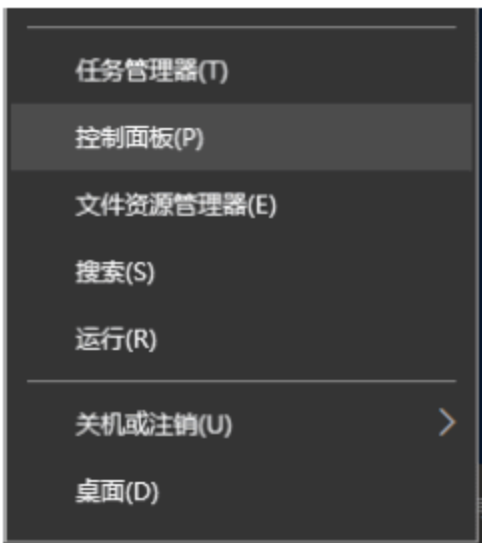 任务管理器(T)
控制面板(P)
文件资源管理器(E)
搜索(S)
运行(R)
关机或注销(U)
桌面(D)